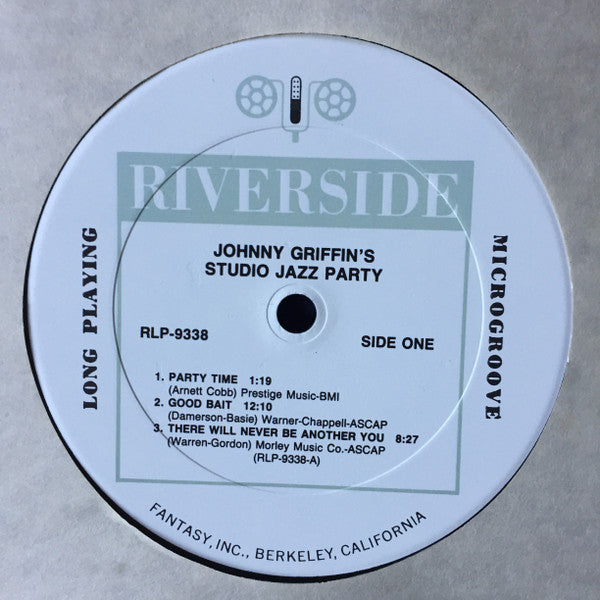 RIVERSIDE
JOHNNY GRIFFIN'S
STUDIO JAZZ PARTY
LONG PLAYING
MICROGROOVE
RLP-9338
SIDE ONE
1. PARTY TIME 1:19
(Arnett Cobb) Prestige Music-BMI
2. GOOD BAIT 12:10
(Damerson-Basie) Warner-Chappell-ASCAP
3. THERE WILL NEVER BE ANOTHER YOU 8:27
(Warren-Gordon) Morley Music Co.-ASCAP
(RLP-9338-A)
FANTASY, INC., BERKELEY, CALIFORNIA